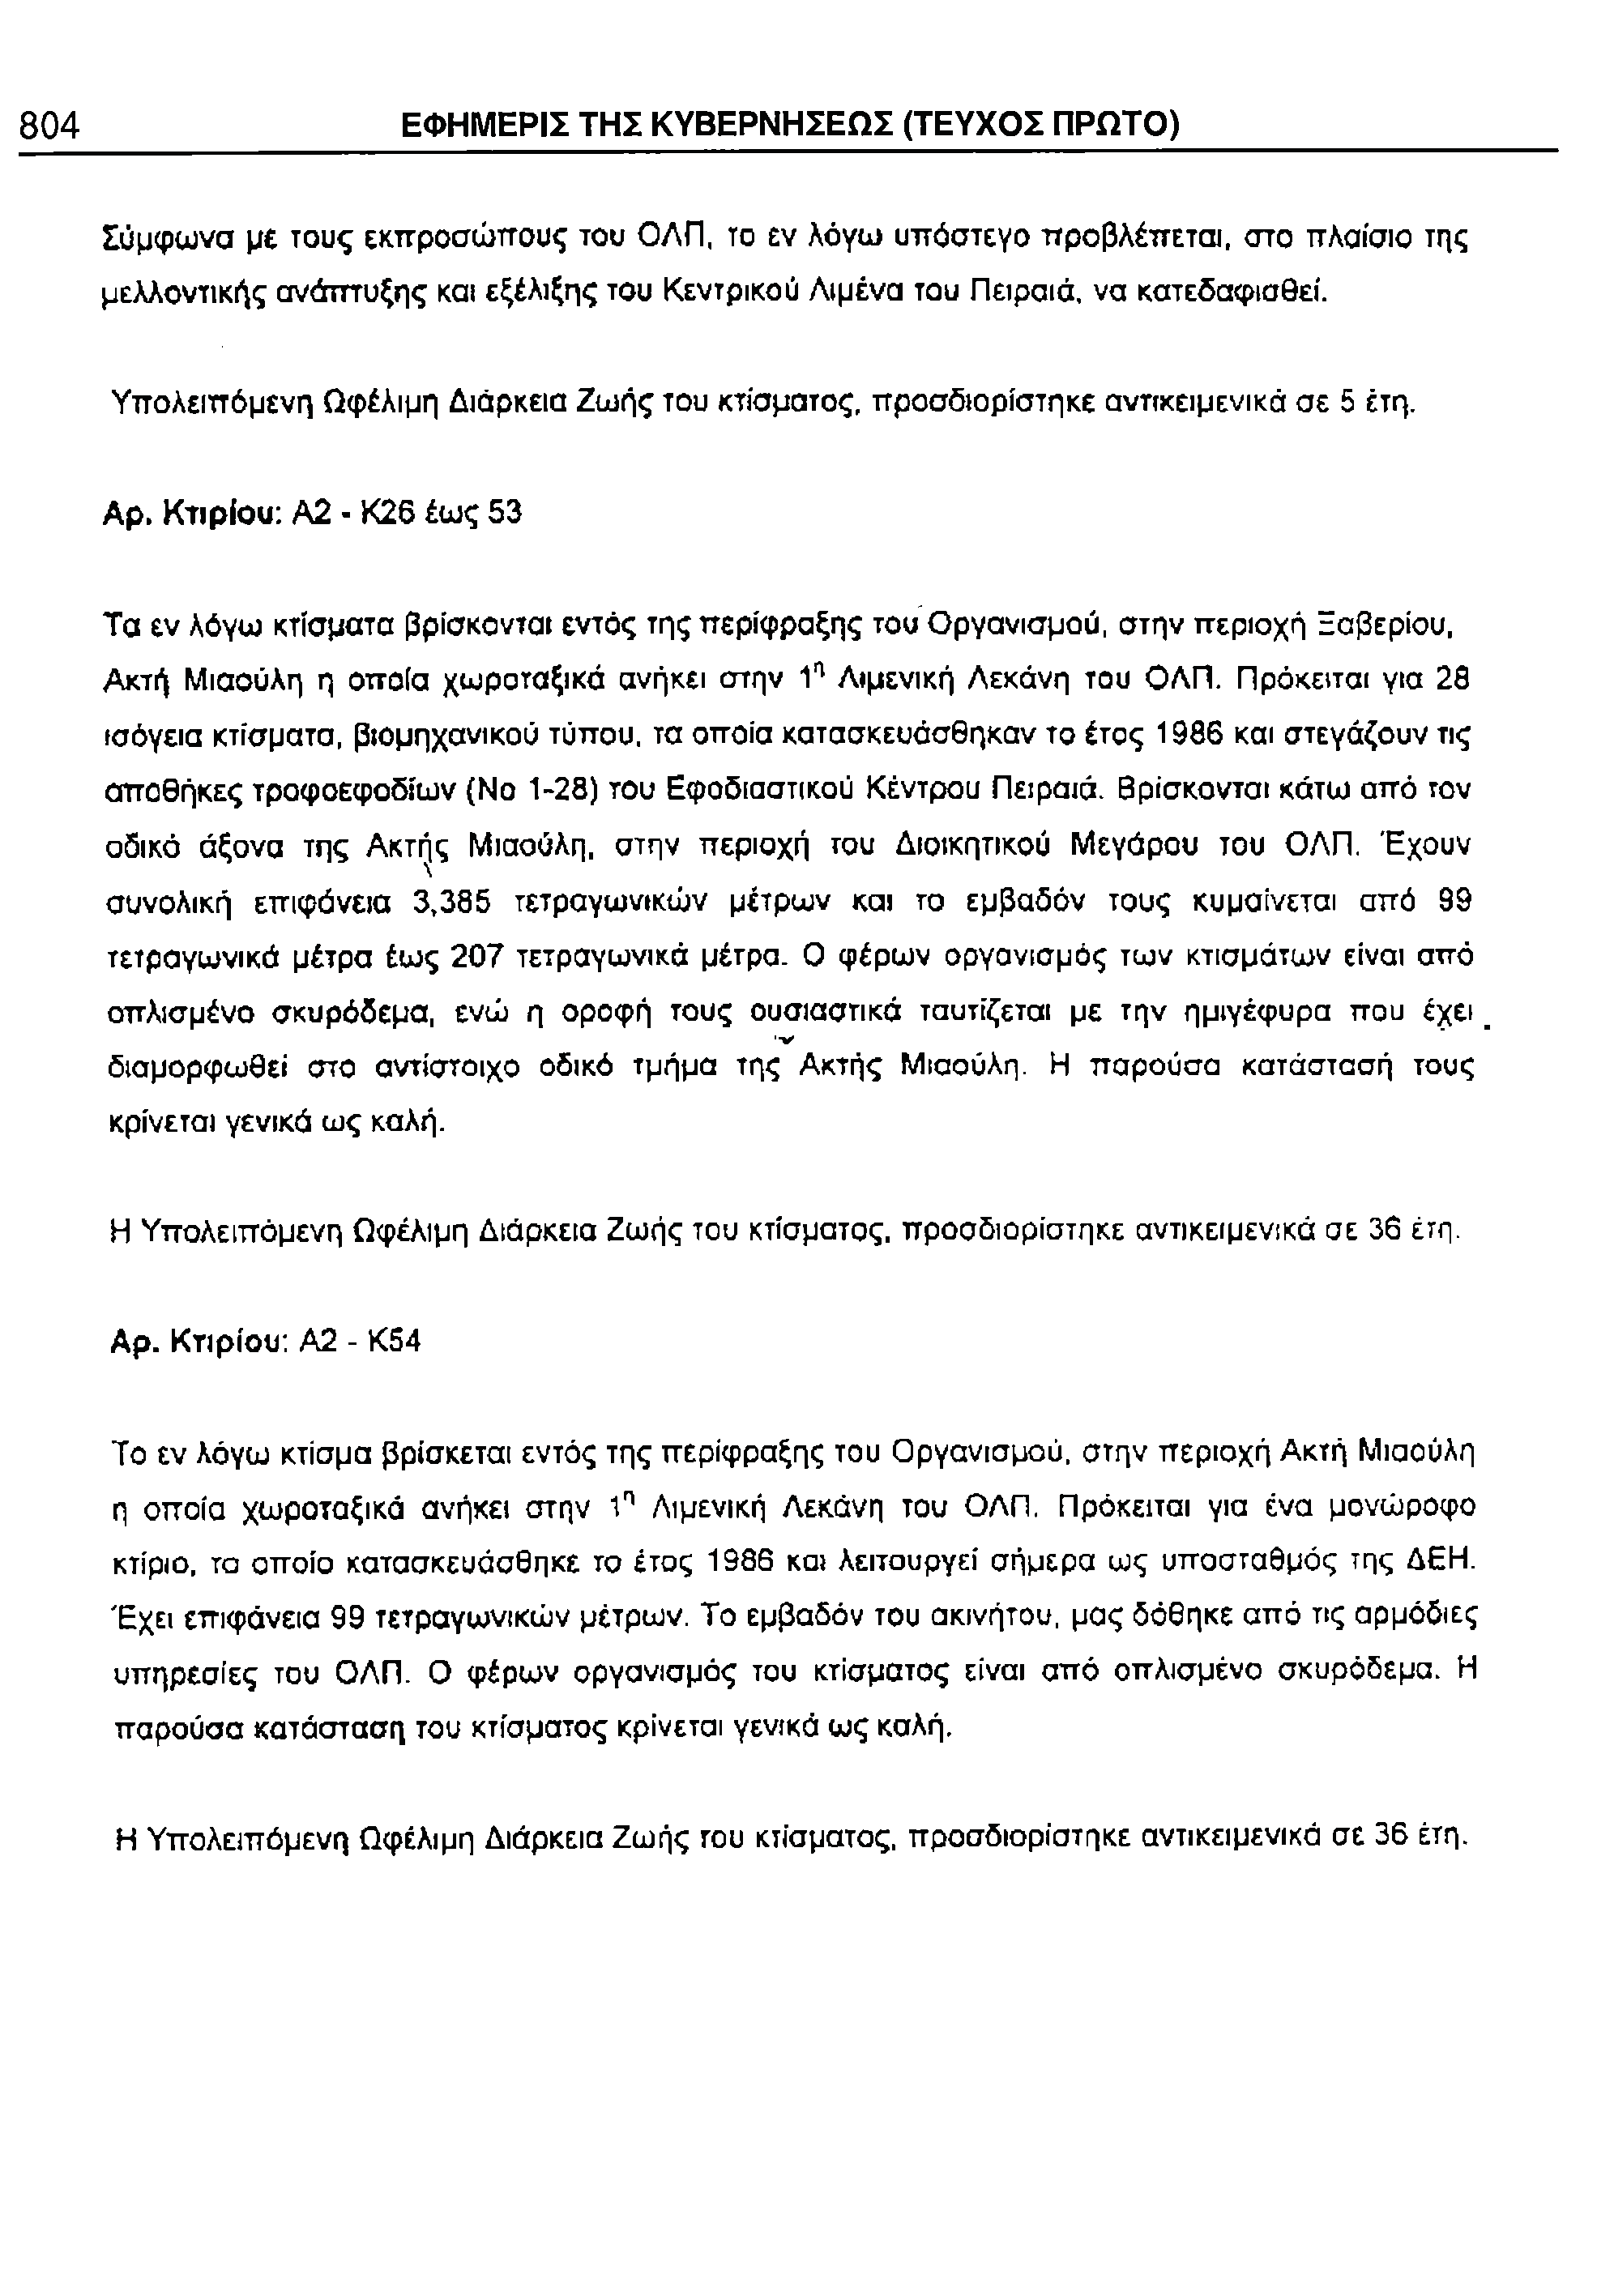 804
ΕΦΗΜΕΡΙΣ ΤΗΣ ΚΥΒΕΡΝΗΣΕΩΣ (ΤΕΥΧΟΣ ΠΡΩΤΟ)
Σύμφωνα με τους εκπροσώπους του ΟΛΠ, το εν λόγω υπόστεγο προβλέπεται, στο πλαίσιο της
μελλοντικής ανάπτυξης και εξέλιξης του Κεντρικού Λιμένα του Πειραιά, να κατεδαφισθεί.
Υπολειπόμενη Ωφέλιμη Διάρκεια Ζωής του κτίσματος, προσδιορίστηκε αντικειμενικά σε 5 έτη.
Αρ. Κτιρίου: Α2 - Κ26 έως 53
Τα εν λόγω κτίσματα βρίσκονται εντός της περίφραξης του Οργανισμού, στην περιοχή Ξαβερίου,
Ακτή Μιαούλη η οποία χωροταξικά ανήκει στην 1η Λιμενική Λεκάνη του ΟΛΠ. Πρόκειται για 28
ισόγεια κτίσματα, βιομηχανικού τύπου, τα οποία κατασκευάσθηκαν το έτος 1986 και στεγάζουν τις
αποθήκες τροφοεφοδίων (Νο 1-28) του Εφοδιαστικού Κέντρου Πειραιά. Βρίσκονται κάτω από τον
οδικό άξονα της Ακτής Μιαούλη, στην περιοχή του Διοικητικού Μεγάρου του ΟΛΠ. Έχουν
συνολική επιφάνεια 3,385 τετραγωνικών μέτρων και το εμβαδόν τους κυμαίνεται από 99
τετραγωνικά μέτρα έως 207 τετραγωνικά μέτρα. Ο φέρων οργανισμός των κτισμάτων είναι από
οπλισμένο σκυρόδεμα, ενώ η οροφή τους ουσιαστικά ταυτίζεται με την ημιγέφυρα που έχει
διαμορφωθεί στο αντίστοιχο οδικό τμήμα της Ακτής Μιαούλη. Η παρούσα κατάστασή τους
κρίνεται γενικά ως καλή.
Η Υπολειπόμενη Ωφέλιμη Διάρκεια Ζωής του κτίσματος, προσδιορίστηκε αντικειμενικά σε 36 έτη.
Αρ. Κτιρίου: Α2 - Κ54
Το εν λόγω κτίσμα βρίσκεται εντός της περίφραξης του Οργανισμού, στην περιοχή Ακτή Μιαούλη
η οποία χωροταξικά ανήκει στην 1η Λιμενική Λεκάνη του ΟΛΠ. Πρόκειται για ένα μονώροφο
κτίριο, το οποίο κατασκευάσθηκε το έτος 1986 και λειτουργεί σήμερα ως υποσταθμός της ΔΕΗ.
Έχει επιφάνεια 99 τετραγωνικών μέτρων. Το εμβαδόν του ακινήτου, μας δόθηκε από τις αρμόδιες
υπηρεσίες του ΟΛΠ. Ο φέρων οργανισμός του κτίσματος είναι από οπλισμένο σκυρόδεμα. Η
παρούσα κατάσταση του κτίσματος κρίνεται γενικά ως καλή.
Η Υπολειπόμενη Ωφέλιμη Διάρκεια Ζωής του κτίσματος, προσδιορίστηκε αντικειμενικά σε 36 έτη.